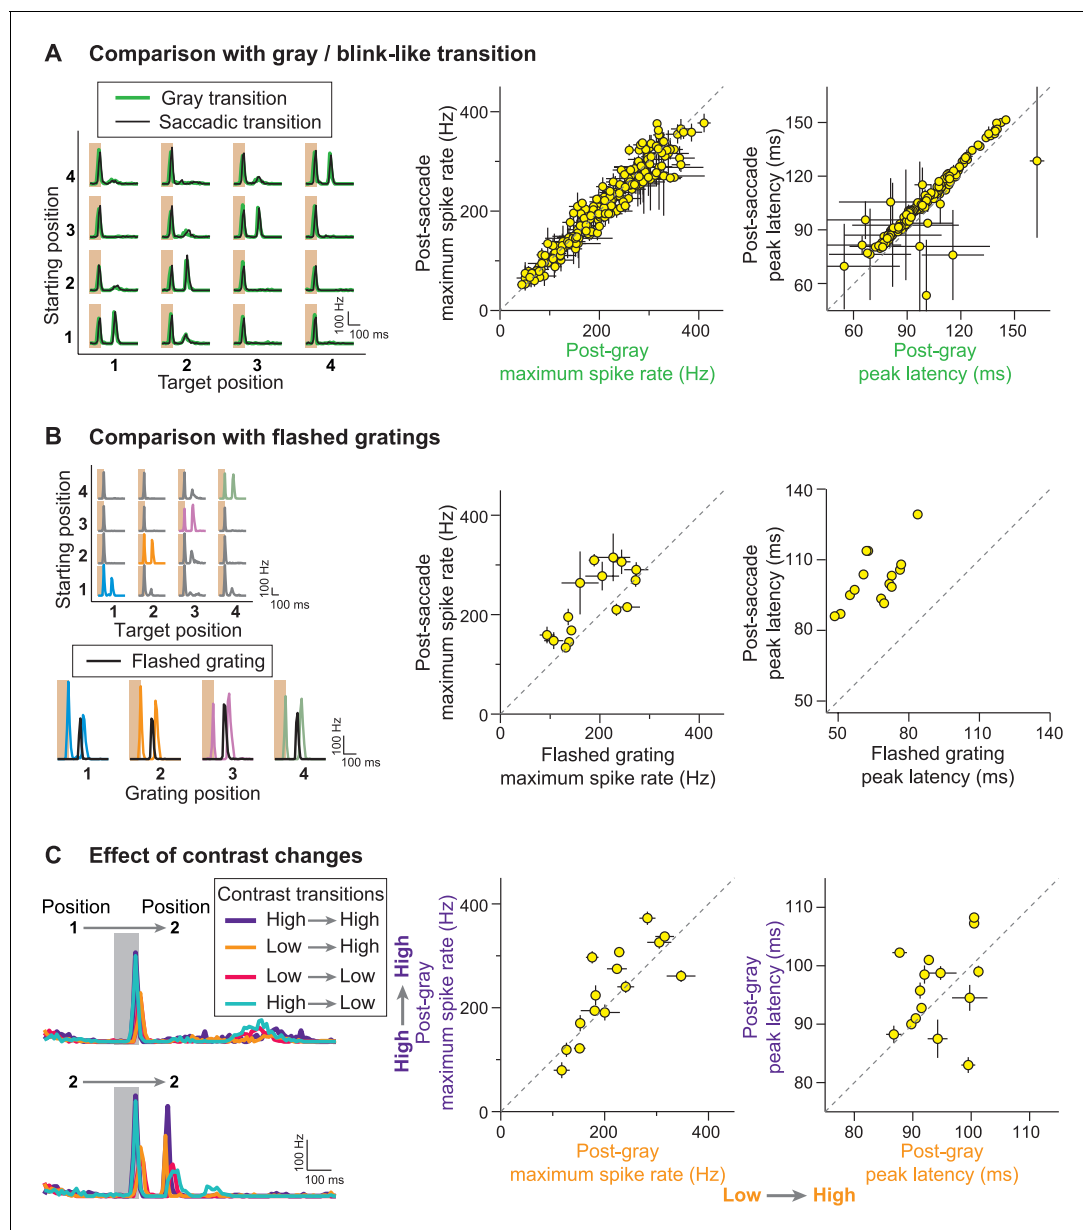 A Comparison with gray / blink-like transition
Gray transition
Saccadic transition
Starting position
4
3
2
1
1 2 3 4
Target position
100 Hz
100 ms
Post-saccade
maximum spike rate (Hz)
400
200
0
0 200 400
Post-gray
maximum spike rate (Hz)
Post-saccade
peak latency (ms)
150
120
90
60
60 90 120 150
Post-gray
peak latency (ms)
B Comparison with flashed gratings
Starting position
4
3
2
1
1 2 3 4
Target position
100 Hz
100 ms
Flashed grating
1 2 3 4
Grating position
100 Hz
100 ms
Post-saccade
maximum spike rate (Hz)
400
200
0
0 200 400
Flashed grating
maximum spike rate (Hz)
Post-saccade
peak latency (ms)
140
110
80
50
50 80 110 140
Flashed grating
peak latency (ms)
C Effect of contrast changes
Position Position
1 2
Contrast transitions
High High
Low High
Low Low
High Low
2 2
100 Hz
100 ms
High High
Post-gray
maximum spike rate (Hz)
400
200
0
0 200 400
Post-gray
maximum spike rate (Hz)
Post-gray
peak latency (ms)
110
100
90
80
80 90 100 110
Post-gray
peak latency (ms)
Low High